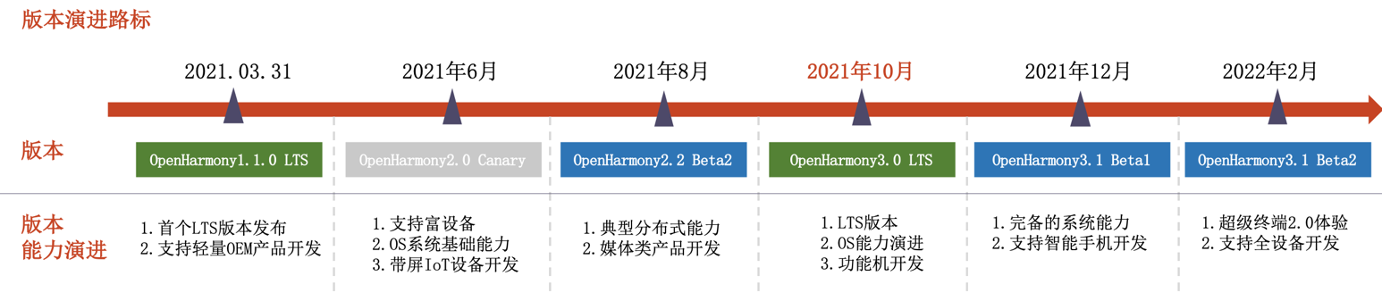 版本演进路标
2021.03.31
2021年6月
2021年8月
2021年10月
2021年12月
2022年2月
版本
OpenHarmony1.1.0 LTS
OpenHarmony2.0 Canary
OpenHarmony2.2 Beta2
OpenHarmony3.0 LTS
OpenHarmony3.1 Beta1
OpenHarmony3.1 Beta2
版本
能力演进
1. 首个LTS版本发布
2. 支持轻量OEM产品开发
1. 支持富设备
2. OS系统基础能力
3. 带屏IoT设备开发
1. 典型分布式能力
2. 媒体类产品开发
1. LTS版本
2. OS能力演进
3. 功能机开发
1. 完备的系统能力
2. 支持智能手机开发
1. 超级终端2.0体验
2. 支持全设备开发